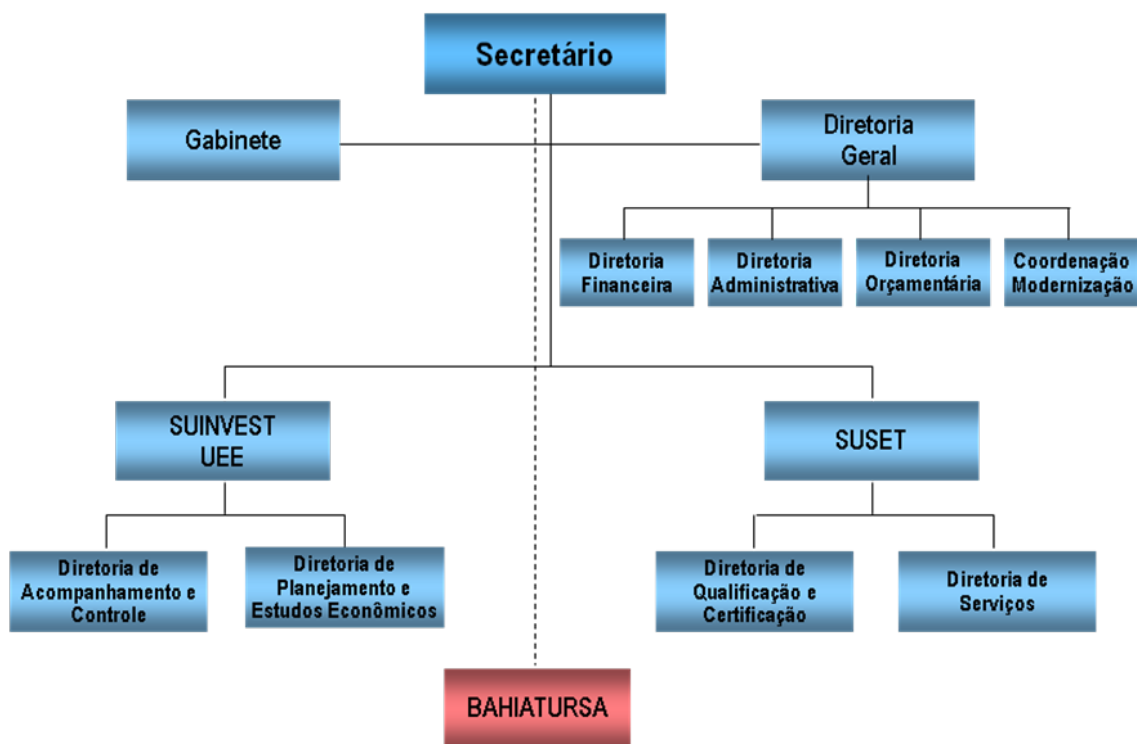 Secretário
Gabinete
Diretoria
Geral
Diretoria
Financeira
Diretoria
Administrativa
Diretoria
Orçamentária
Coordenação
Modernização
SUINVEST
UEE
SUSET
Diretoria de
Acompanhamento e
Controle
Diretoria de
Planejamento e
Estudos Econômicos
Diretoria de
Qualificação e
Certificação
Diretoria de
Serviços
BAHIATURSA